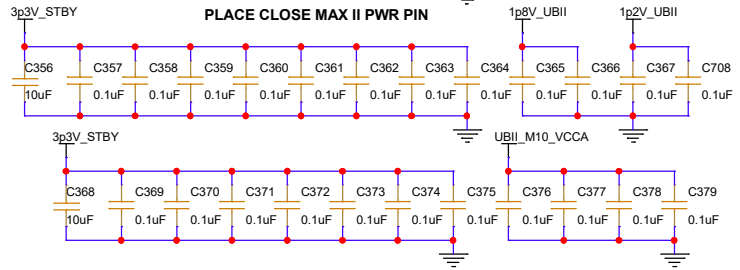 3p3V_STBY PLACE CLOSE MAX II PWR PIN 1p8V_UBII 1p2V_UBII
C356 C357 C358 C359 C360 C361 C362 C363 C364 C365 C366 C367 C708
10uF 0.1uF 0.1uF 0.1uF 0.1uF 0.1uF 0.1uF 0.1uF 0.1uF 0.1uF 0.1uF 0.1uF 0.1uF
3p3V_STBY UBII_M10_VCCA
C368 C369 C370 C371 C372 C373 C374 C375 C376 C377 C378 C379
10uF 0.1uF 0.1uF 0.1uF 0.1uF 0.1uF 0.1uF 0.1uF 0.1uF 0.1uF 0.1uF 0.1uF